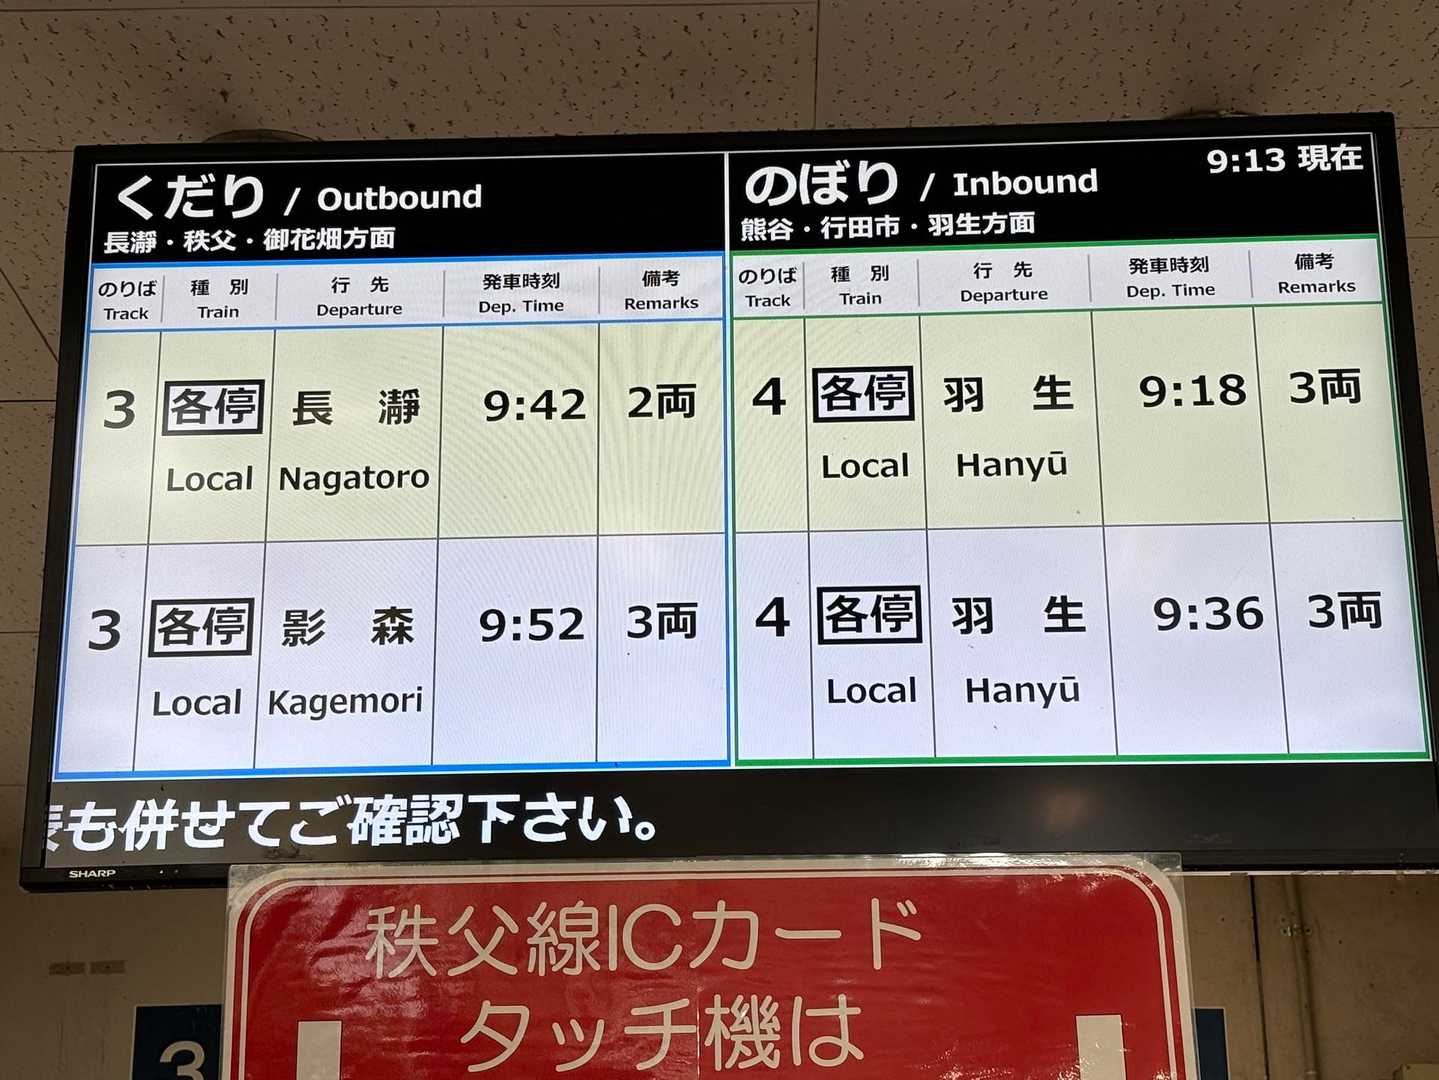 くだり / Outbound
長瀞・秩父・御花畑方面
のりば 種別 行先 発車時刻 備考
Track Train Departure Dep. Time Remarks
3 各停 長瀞 9:42 2両
Local Nagatoro
3 各停 影森 9:52 3両
Local Kagemori
のぼり / Inbound 9:13 現在
熊谷・行田市・羽生方面
のりば 種別 行先 発車時刻 備考
Track Train Departure Dep. Time Remarks
4 各停 羽生 9:18 3両
Local Hanyū
4 各停 羽生 9:36 3両
Local Hanyū
も併せてご確認下さい。
SHARP
秩父線ICカード
タッチ機は
3